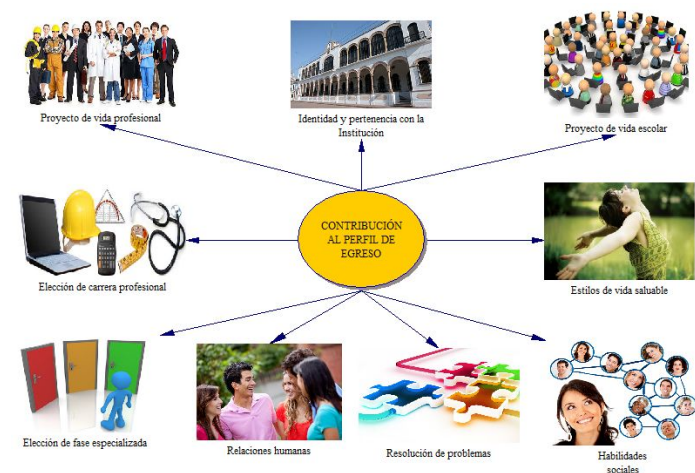 Proyecto de vida profesional
Identidad y pertenencia con la
Institución
Proyecto de vida escolar
CONTRIBUCIÓN
AL PERFIL DE
EGRESO
Elección de carrera profesional
Estilos de vida saluable
Elección de fase especializada
Relaciones humanas
Resolución de problemas
Habilidades
sociales